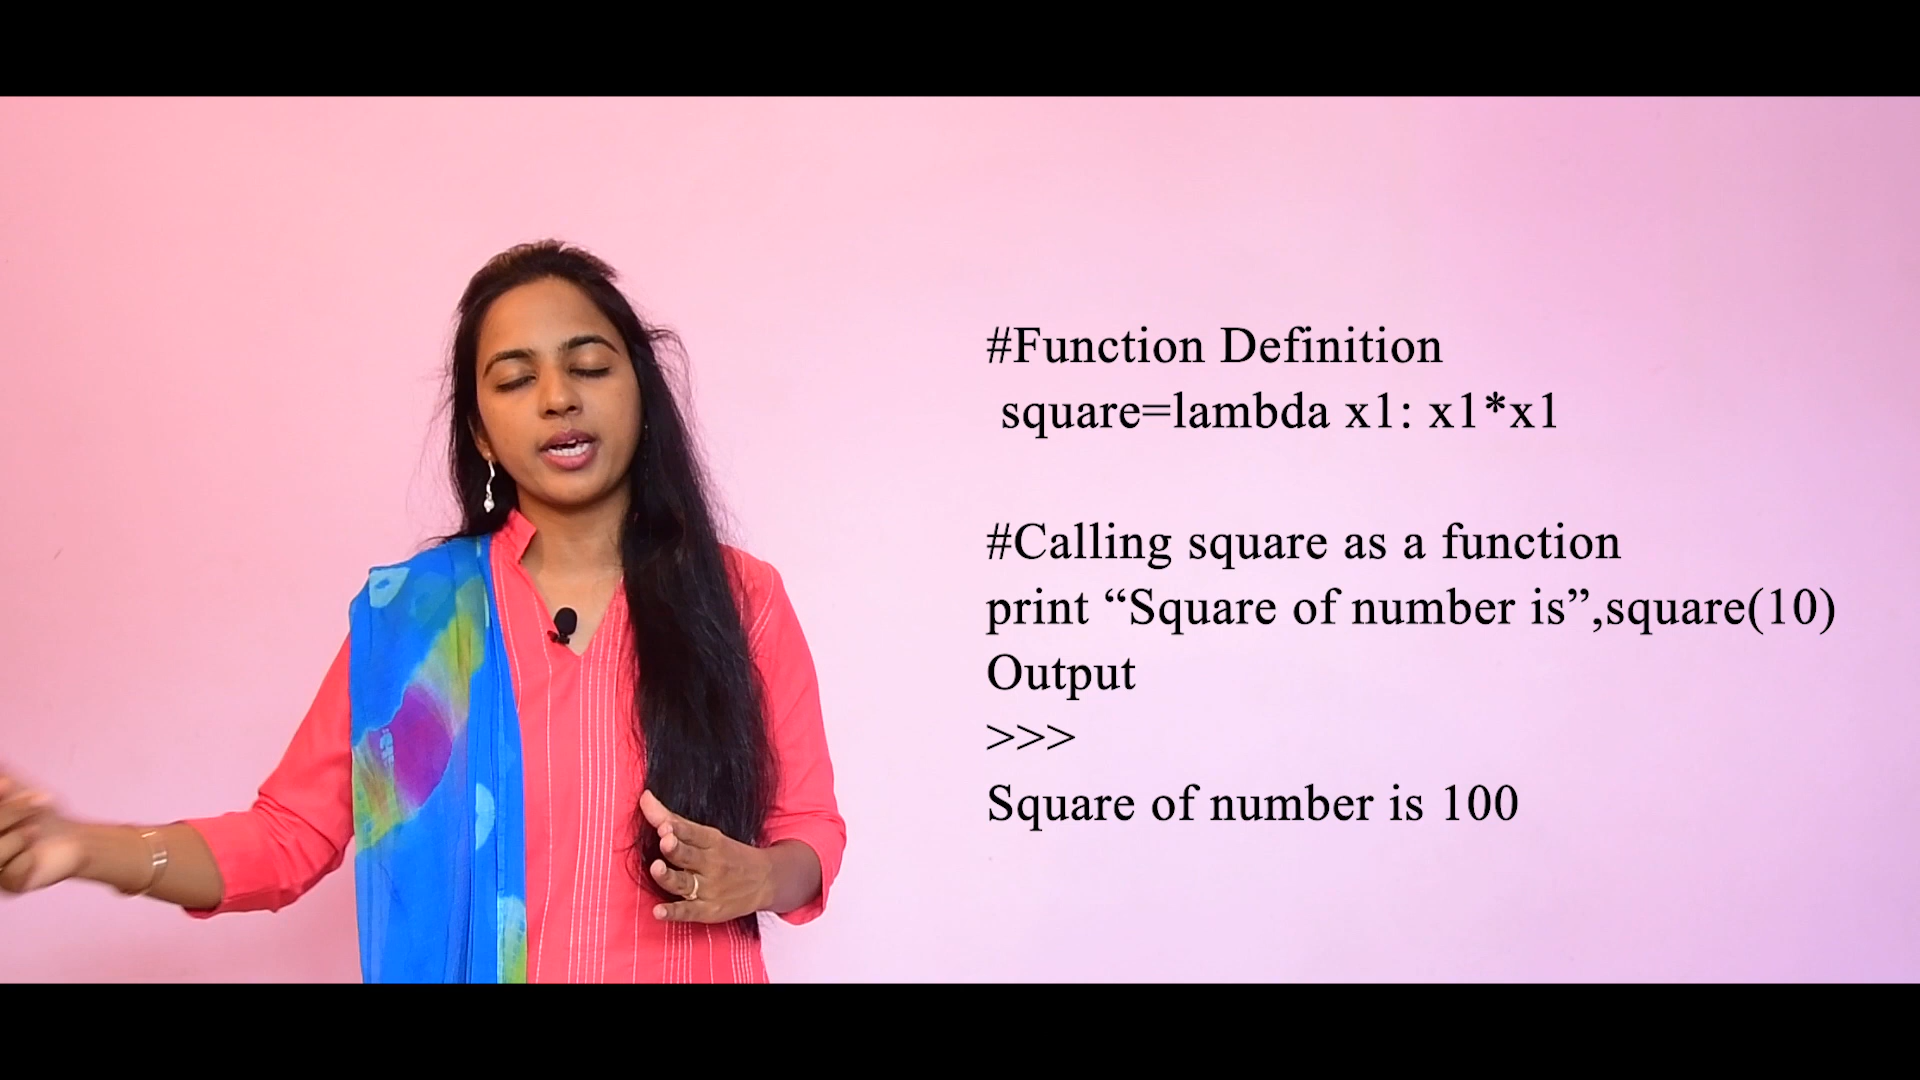 #Function Definition
square=lambda x1: x1*x1
#Calling square as a function
print “Square of number is”,square(10)
Output
>>>
Square of number is 100